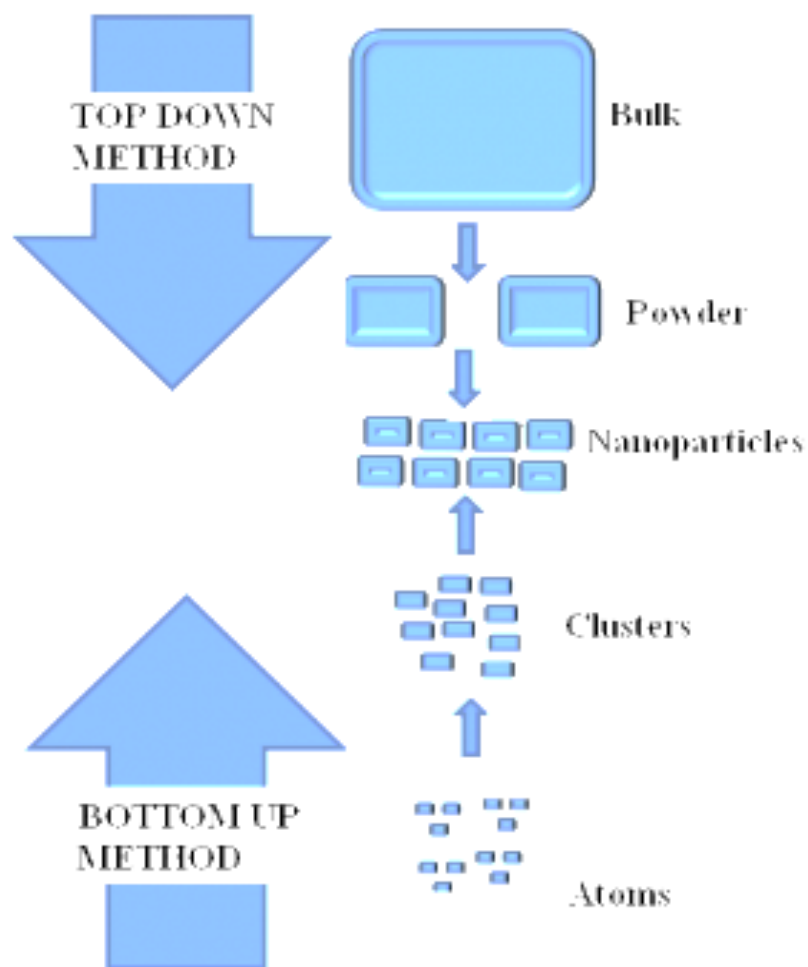 TOP DOWN
METHOD
Bulk
Powder
Nanoparticles
Clusters
BOTTOM UP
METHOD
Atoms